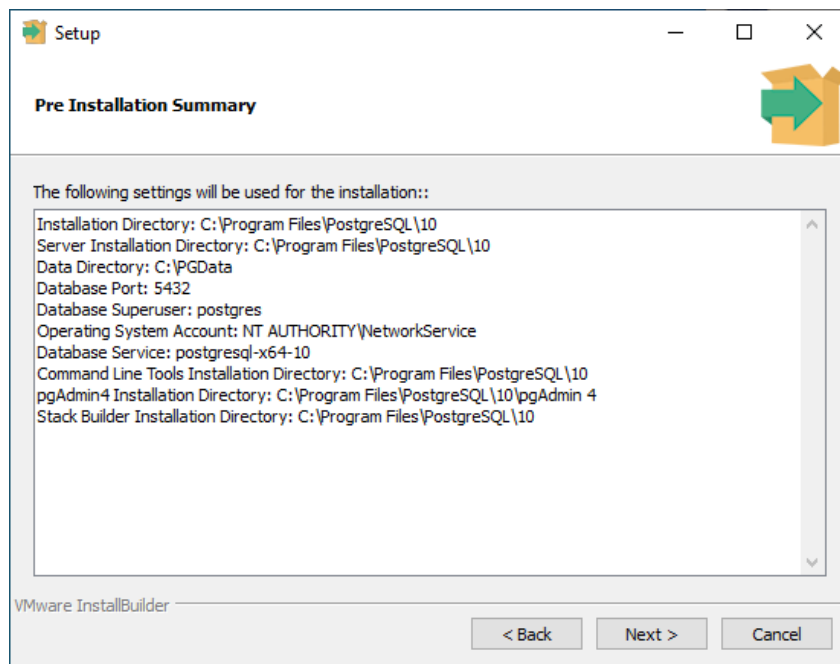 Setup
Pre Installation Summary
The following settings will be used for the installation::
Installation Directory: C:\Program Files\PostgreSQL\10
Server Installation Directory: C:\Program Files\PostgreSQL\10
Data Directory: C:\PGData
Database Port: 5432
Database Superuser: postgres
Operating System Account: NT AUTHORITY\NetworkService
Database Service: postgresql-x64-10
Command Line Tools Installation Directory: C:\Program Files\PostgreSQL\10
pgAdmin4 Installation Directory: C:\Program Files\PostgreSQL\10\pgAdmin 4
Stack Builder Installation Directory: C:\Program Files\PostgreSQL\10
VMware InstallBuilder
< Back Next > Cancel